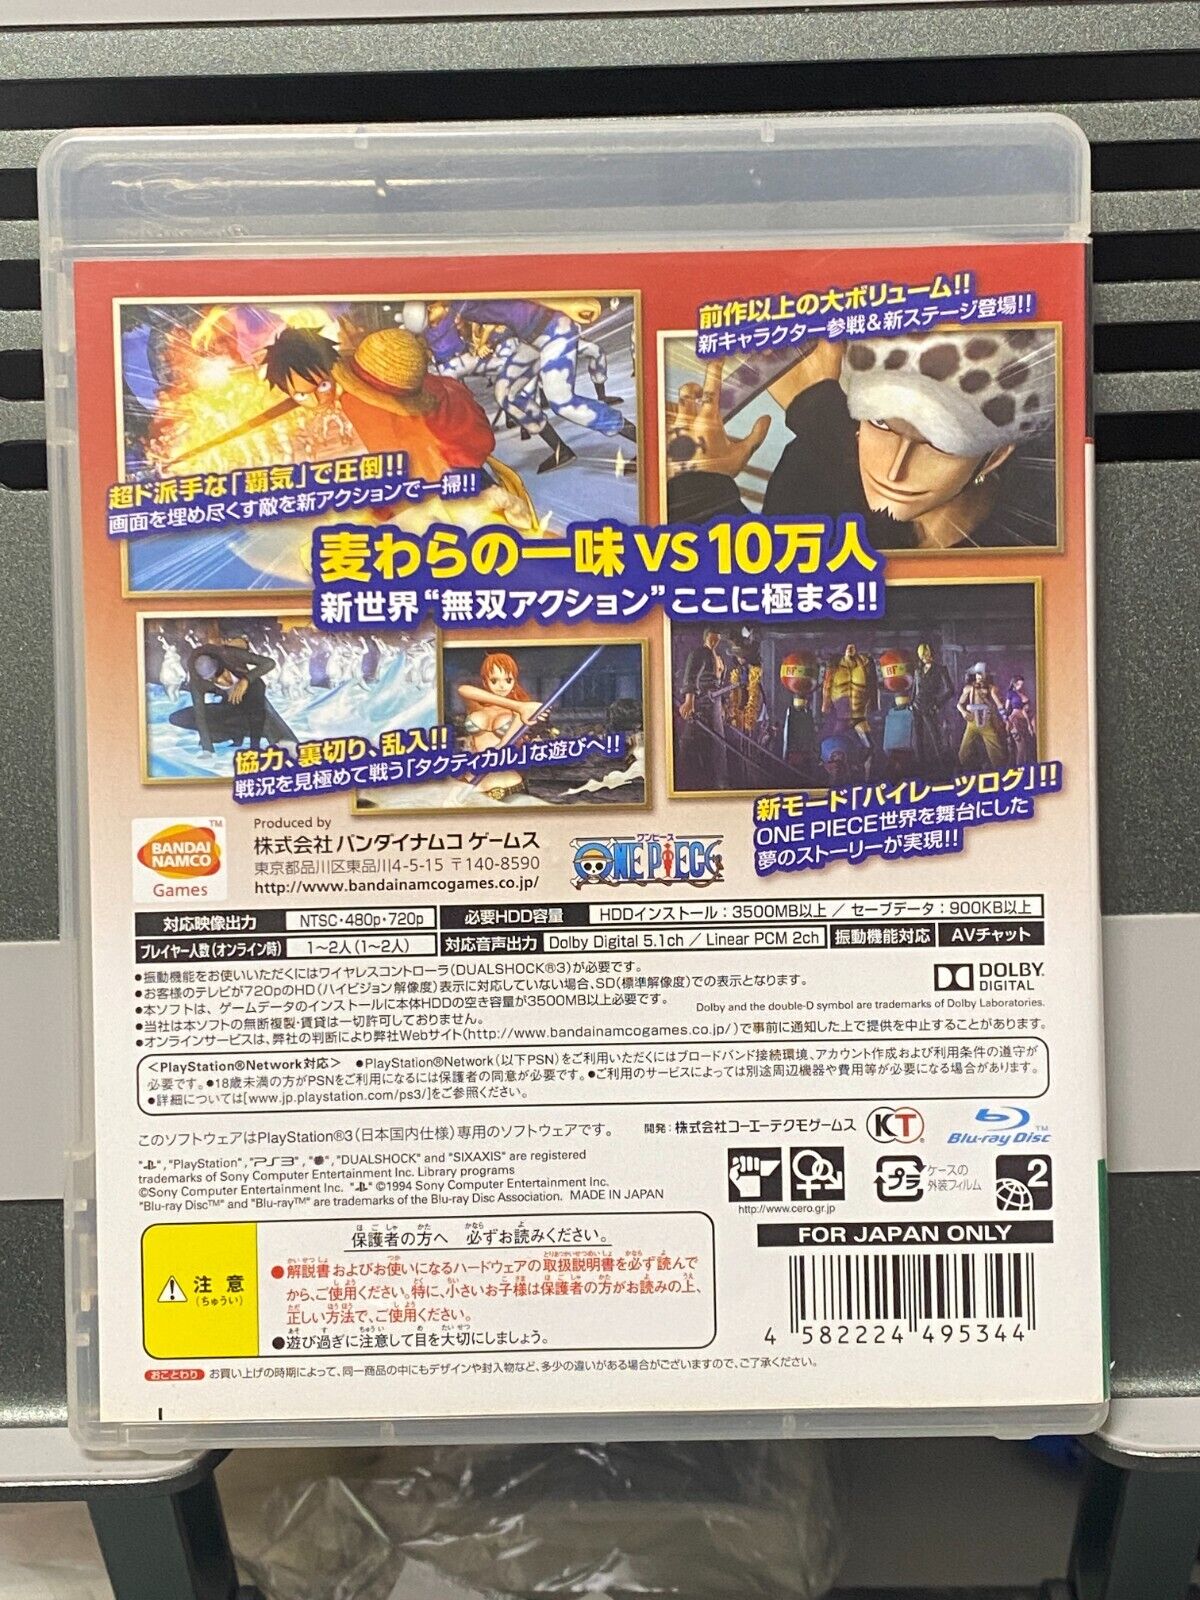 前作以上の大ボリューム!!
新キャラクター参戦&新ステージ登場!!
超ド派手な「覇気」で圧倒!!
画面を埋め尽くす敵を新アクションで一掃!!
麦わらの一味 VS 10万人
新世界“無双アクション”ここに極まる!!
協力、裏切り、乱入!!
戦況を見極めて戦う「タクティカル」な遊びへ!!
新モード「パイレーツログ」!!
ONE PIECE世界を舞台にした
夢のストーリーが実現!!
BANDAI
NAMCO
Games
TM
Produced by
株式会社 バンダイナムコ ゲームス
東京都品川区東品川4-5-15 〒140-8590
http://www.bandainamcogames.co.jp/
ワンピース
ONE PIECE
対応映像出力 NTSC・480p・720p 必要HDD容量 HDDインストール:3500MB以上 / セーブデータ:900KB以上
プレイヤー人数(オンライン時) 1~2人(1~2人) 対応音声出力 Dolby Digital 5.1ch / Linear PCM 2ch 振動機能対応 AVチャット
●振動機能をお使いいただくにはワイヤレスコントローラ(DUALSHOCK®3)が必要です。
●お客様のテレビが720pのHD(ハイビジョン解像度)表示に対応していない場合、SD(標準解像度)での表示となります。
●本ソフトは、ゲームデータのインストールに本体HDDの空き容量が3500MB以上必要です。
●当社は本ソフトの無断複製・賃貸は一切許可しておりません。
●オンラインサービスは、弊社の判断により弊社Webサイト(http://www.bandainamcogames.co.jp/)で事前に通知した上で提供を中止することがあります。
DOLBY
DIGITAL
Dolby and the double-D symbol are trademarks of Dolby Laboratories.
<PlayStation®Network対応> ●PlayStation®Network(以下PSN)をご利用いただくにはブロードバンド接続環境、アカウント作成および利用条件の遵守が
必要です。●18歳未満の方がPSNをご利用になるには保護者の同意が必要です。●ご利用のサービスによっては別途周辺機器や費用等が必要になる場合があります。
●詳細については[www.jp.playstation.com/ps3/]をご参照ください。
このソフトウェアはPlayStation®3(日本国内仕様)専用のソフトウェアです。
開発:株式会社コーエーテクモゲームス
KT
Blu-ray Disc
", "PlayStation", "PS3", " ", "DUALSHOCK" and "SIXAXIS" are registered
trademarks of Sony Computer Entertainment Inc. Library programs
©Sony Computer Entertainment Inc. " " ©1994 Sony Computer Entertainment Inc.
"Blu-ray Disc™" and "Blu-ray™" are trademarks of the Blu-ray Disc Association. MADE IN JAPAN
http://www.cero.gr.jp
プラ
ケースの
外装フィルム
2
FOR JAPAN ONLY
4 582224 495344
注意
(ちゅうい)
保護者の方へ 必ずお読みください。
●解説書およびお使いになるハードウェアの取扱説明書を必ず読んで
から、ご使用ください。特に、小さいお子様は保護者の方がお読みの上、
正しい方法で、ご使用ください。
●遊び過ぎに注意して目を大切にしましょう。
おことわり お買い上げの時期によって、同一商品の中にもデザインや封入物など、多少の違いがある場合がございますので、ご了承ください。